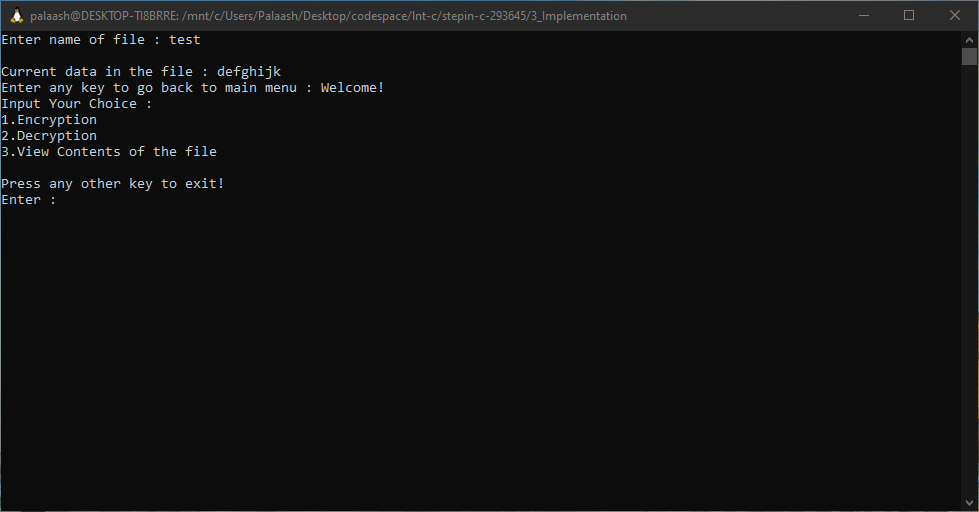 palaash@DESKTOP-TI8BRRE: /mnt/c/Users/Palaash/Desktop/codespace/Int-c/stepin-c-293645/3_Implementation
Enter name of file : test
Current data in the file : defghijk
Enter any key to go back to main menu : Welcome!
Input Your Choice :
1.Encryption
2.Decryption
3.View Contents of the file
Press any other key to exit!
Enter :